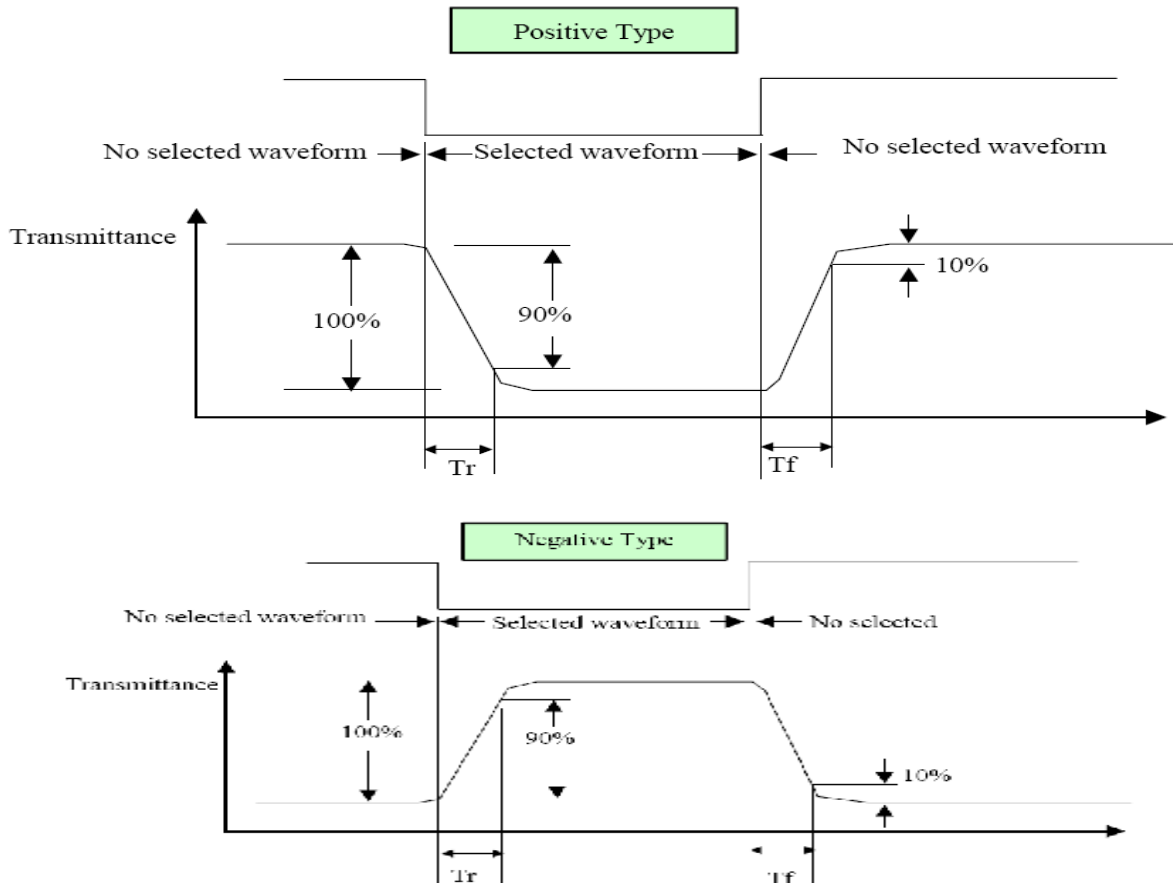 Positive Type
No selected waveform
Selected waveform
No selected waveform
Transmittance
100%
90%
10%
Tr
Tf
Negative Type
No selected waveform
Selected waveform
No selected
Transmittance
100%
90%
10%
Tr
Tf